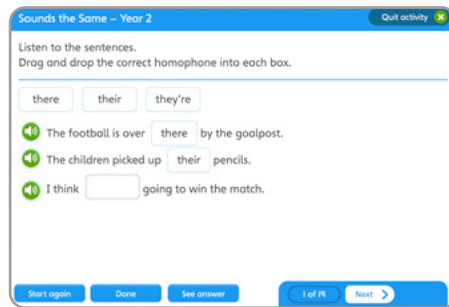 Sounds the Same – Year 2
Quit activity
Listen to the sentences.
Drag and drop the correct homophone into each box.
there their they're
The football is over there by the goalpost.
The children picked up their pencils.
I think going to win the match.
Start again Done See answer 1 of 19 Next